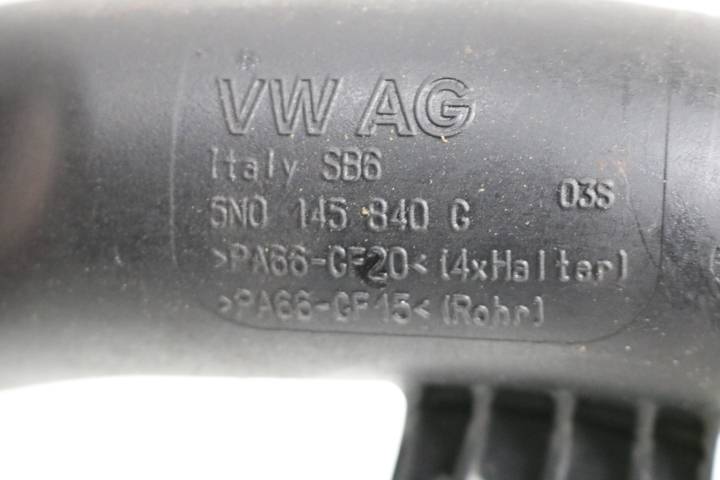 VW AG
Italy SB6
5N0 145 840 G 03S
>PA66-GF20< (4xHalter)
>PA66-GF15< (Rohr)